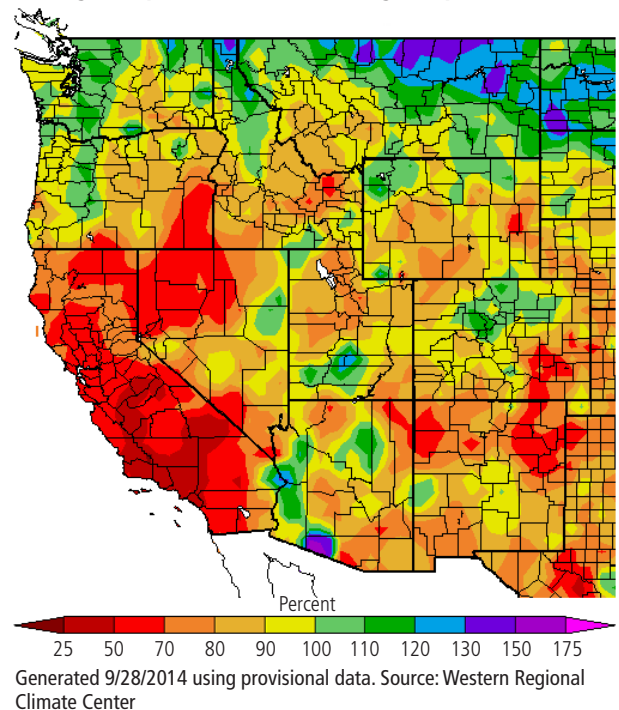 Percent
25 50 70 80 90 100 110 120 130 150 175
Generated 9/28/2014 using provisional data. Source: Western Regional
Climate Center